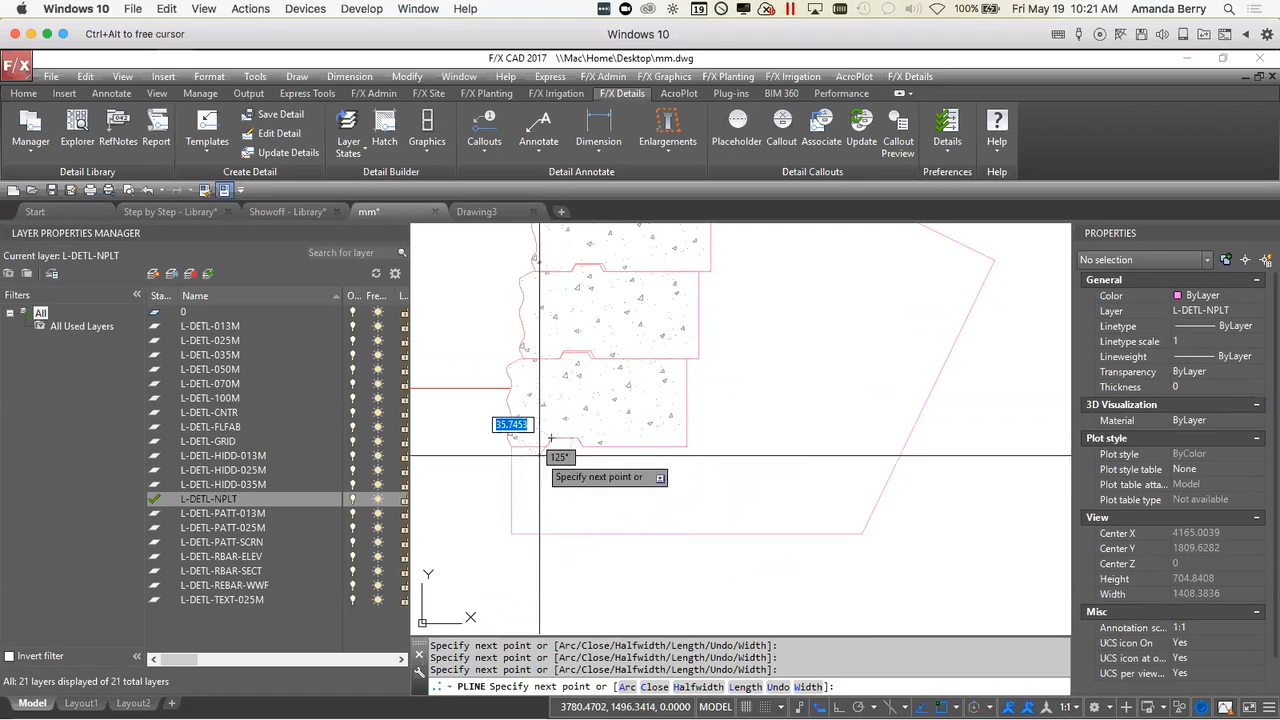 File Edit View Actions Devices Develop Window Help 19 100% Fri May 19 10:21 AM Amanda Berry
Ctrl+Alt to free cursor Windows 10
F/X F/X CAD 2017 \\Mac\Home\Desktop\mm.dwg
File Edit View Insert Format Tools Draw Dimension Modify Window Help Express F/X Admin F/X Graphics F/X Planting F/X Irrigation AcroPlot F/X Details
Home Insert Annotate View Manage Output Express Tools F/X Admin F/X Site F/X Planting F/X Irrigation F/X Details AcroPlot Plug-ins BIM 360 Performance
Manager Explorer RefNotes Report Templates Save Detail Edit Detail Update Details Layer States Hatch Graphics Callouts Annotate Dimension Enlargements Placeholder Callout Associate Update Callout Preview Details Help
Detail Library Create Detail Detail Builder Detail Annotate Detail Callouts Preferences Help
Start Step by Step - Library* Showoff - Library* mm* Drawing3
LAYER PROPERTIES MANAGER
Current layer: L-DETL-NPLT Search for layer
Filters Sta... Name O... Fre... L...
All
All Used Layers
0
L-DETL-013M
L-DETL-025M
L-DETL-035M
L-DETL-050M
L-DETL-070M
L-DETL-100M
L-DETL-CNTR
L-DETL-FLFAB
L-DETL-GRID
L-DETL-HIDD-013M
L-DETL-HIDD-025M
L-DETL-HIDD-035M
L-DETL-NPLT
L-DETL-PATT-013M
L-DETL-PATT-025M
L-DETL-PATT-SCRN
L-DETL-RBAR-ELEV
L-DETL-RBAR-SECT
L-DETL-REBAR-WWF
L-DETL-TEXT-025M
Invert filter
All: 21 layers displayed of 21 total layers
35.7453
125°
Specify next point or
Y
X
Specify next point or [Arc/Close/Halfwidth/Length/Undo/Width]:
Specify next point or [Arc/Close/Halfwidth/Length/Undo/Width]:
Specify next point or [Arc/Close/Halfwidth/Length/Undo/Width]:
PLINE Specify next point or [Arc Close Halfwidth Length Undo Width]:
PROPERTIES
No selection
General
Color ByLayer
Layer L-DETL-NPLT
Linetype ByLayer
Linetype scale 1
Lineweight ByLayer
Transparency ByLayer
Thickness 0
3D Visualization
Material ByLayer
Plot style
Plot style ByColor
Plot style table None
Plot table atta... Model
Plot table type Not available
View
Center X 4165.0039
Center Y 1809.6282
Center Z 0
Height 704.8408
Width 1408.3836
Misc
Annotation sc... 1:1
UCS icon On Yes
UCS icon at o... Yes
UCS per view... Yes
Model Layout1 Layout2 + 3780.4702, 1496.3414, 0.0000 MODEL 1:1